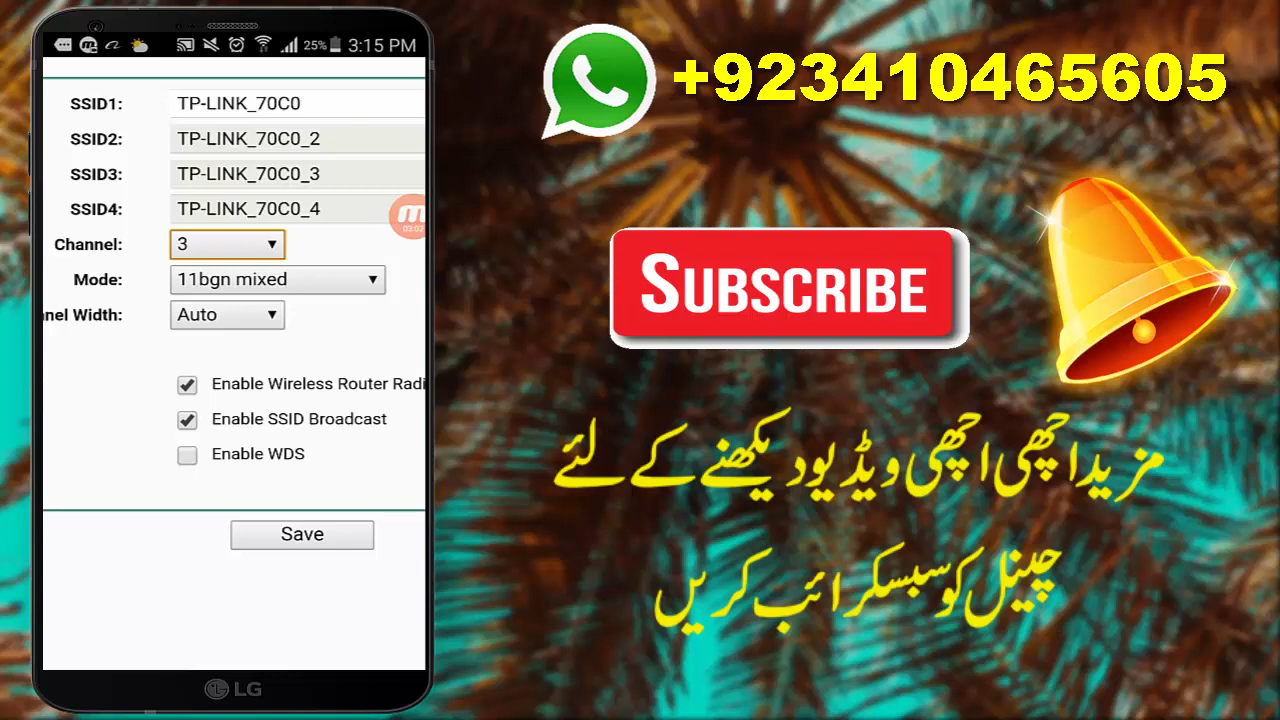 3:15 PM
25%
SSID1: TP-LINK_70C0
SSID2: TP-LINK_70C0_2
SSID3: TP-LINK_70C0_3
SSID4: TP-LINK_70C0_4
03:02
Channel: 3
Mode: 11bgn mixed
nel Width: Auto
Enable Wireless Router Radi
Enable SSID Broadcast
Enable WDS
Save
LG
+923410465605
SUBSCRIBE
مزید اچھی اچھی ویڈیو دیکھنے کے لئے
چینل کو سبسکرائب کریں